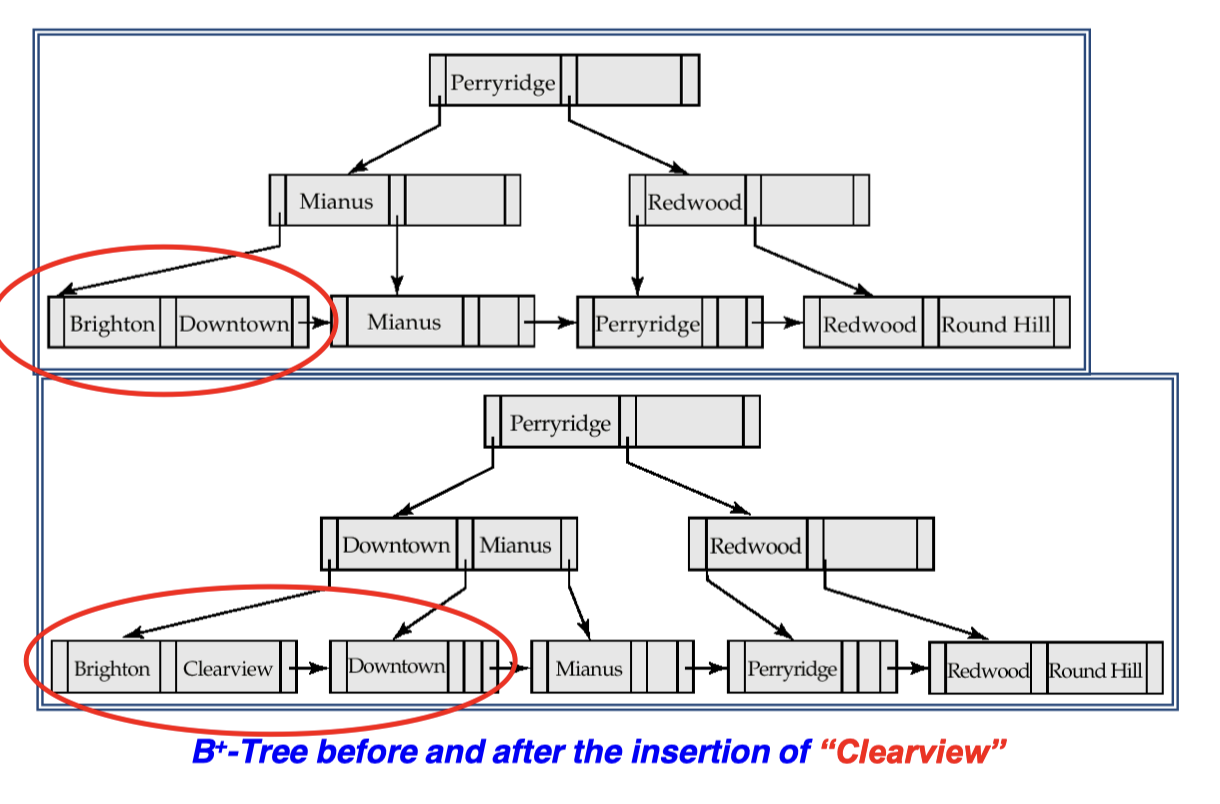 Perryridge
Mianus Redwood
Brighton Downtown Mianus Perryridge Redwood Round Hill
Perryridge
Downtown Mianus Redwood
Brighton Clearview Downtown Mianus Perryridge Redwood Round Hill
B+-Tree before and after the insertion of “Clearview”